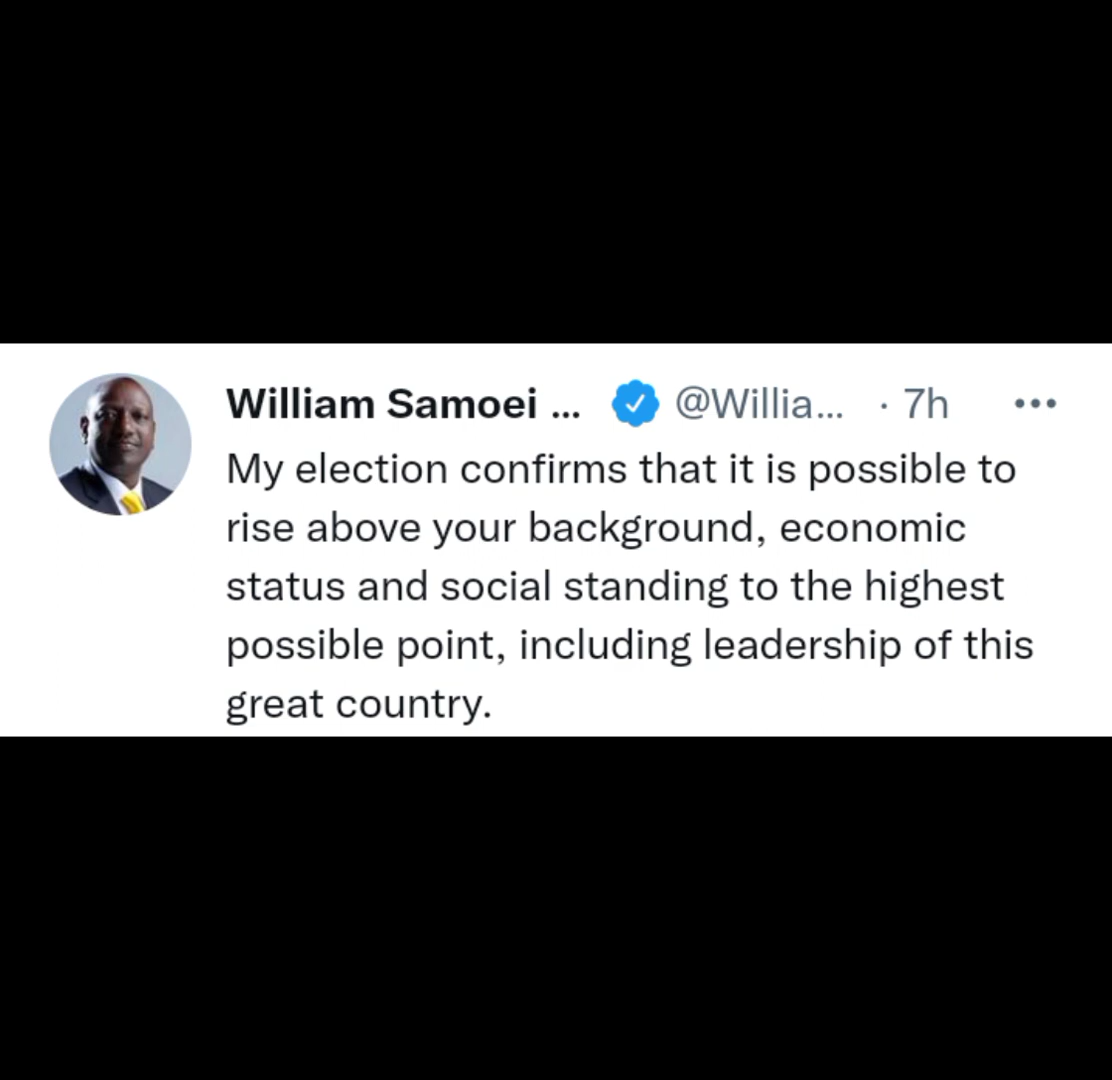 William Samoei ... @Willia... · 7h
My election confirms that it is possible to
rise above your background, economic
status and social standing to the highest
possible point, including leadership of this
great country.